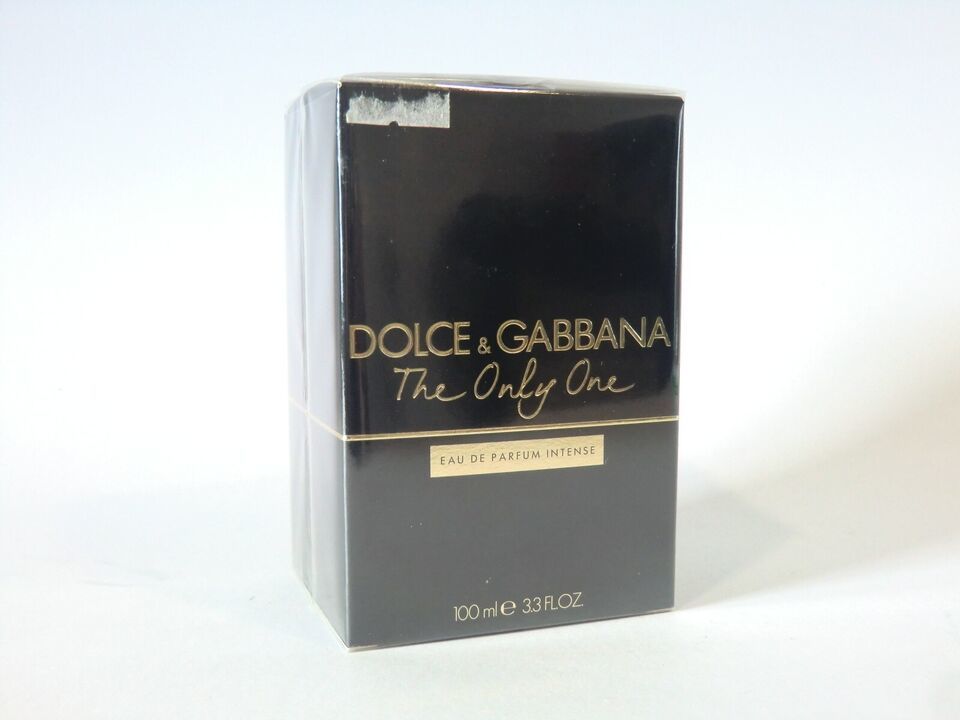 DOLCE & GABBANA
The Only One
EAU DE PARFUM INTENSE
100 ml ℮ 3.3 FL.OZ.